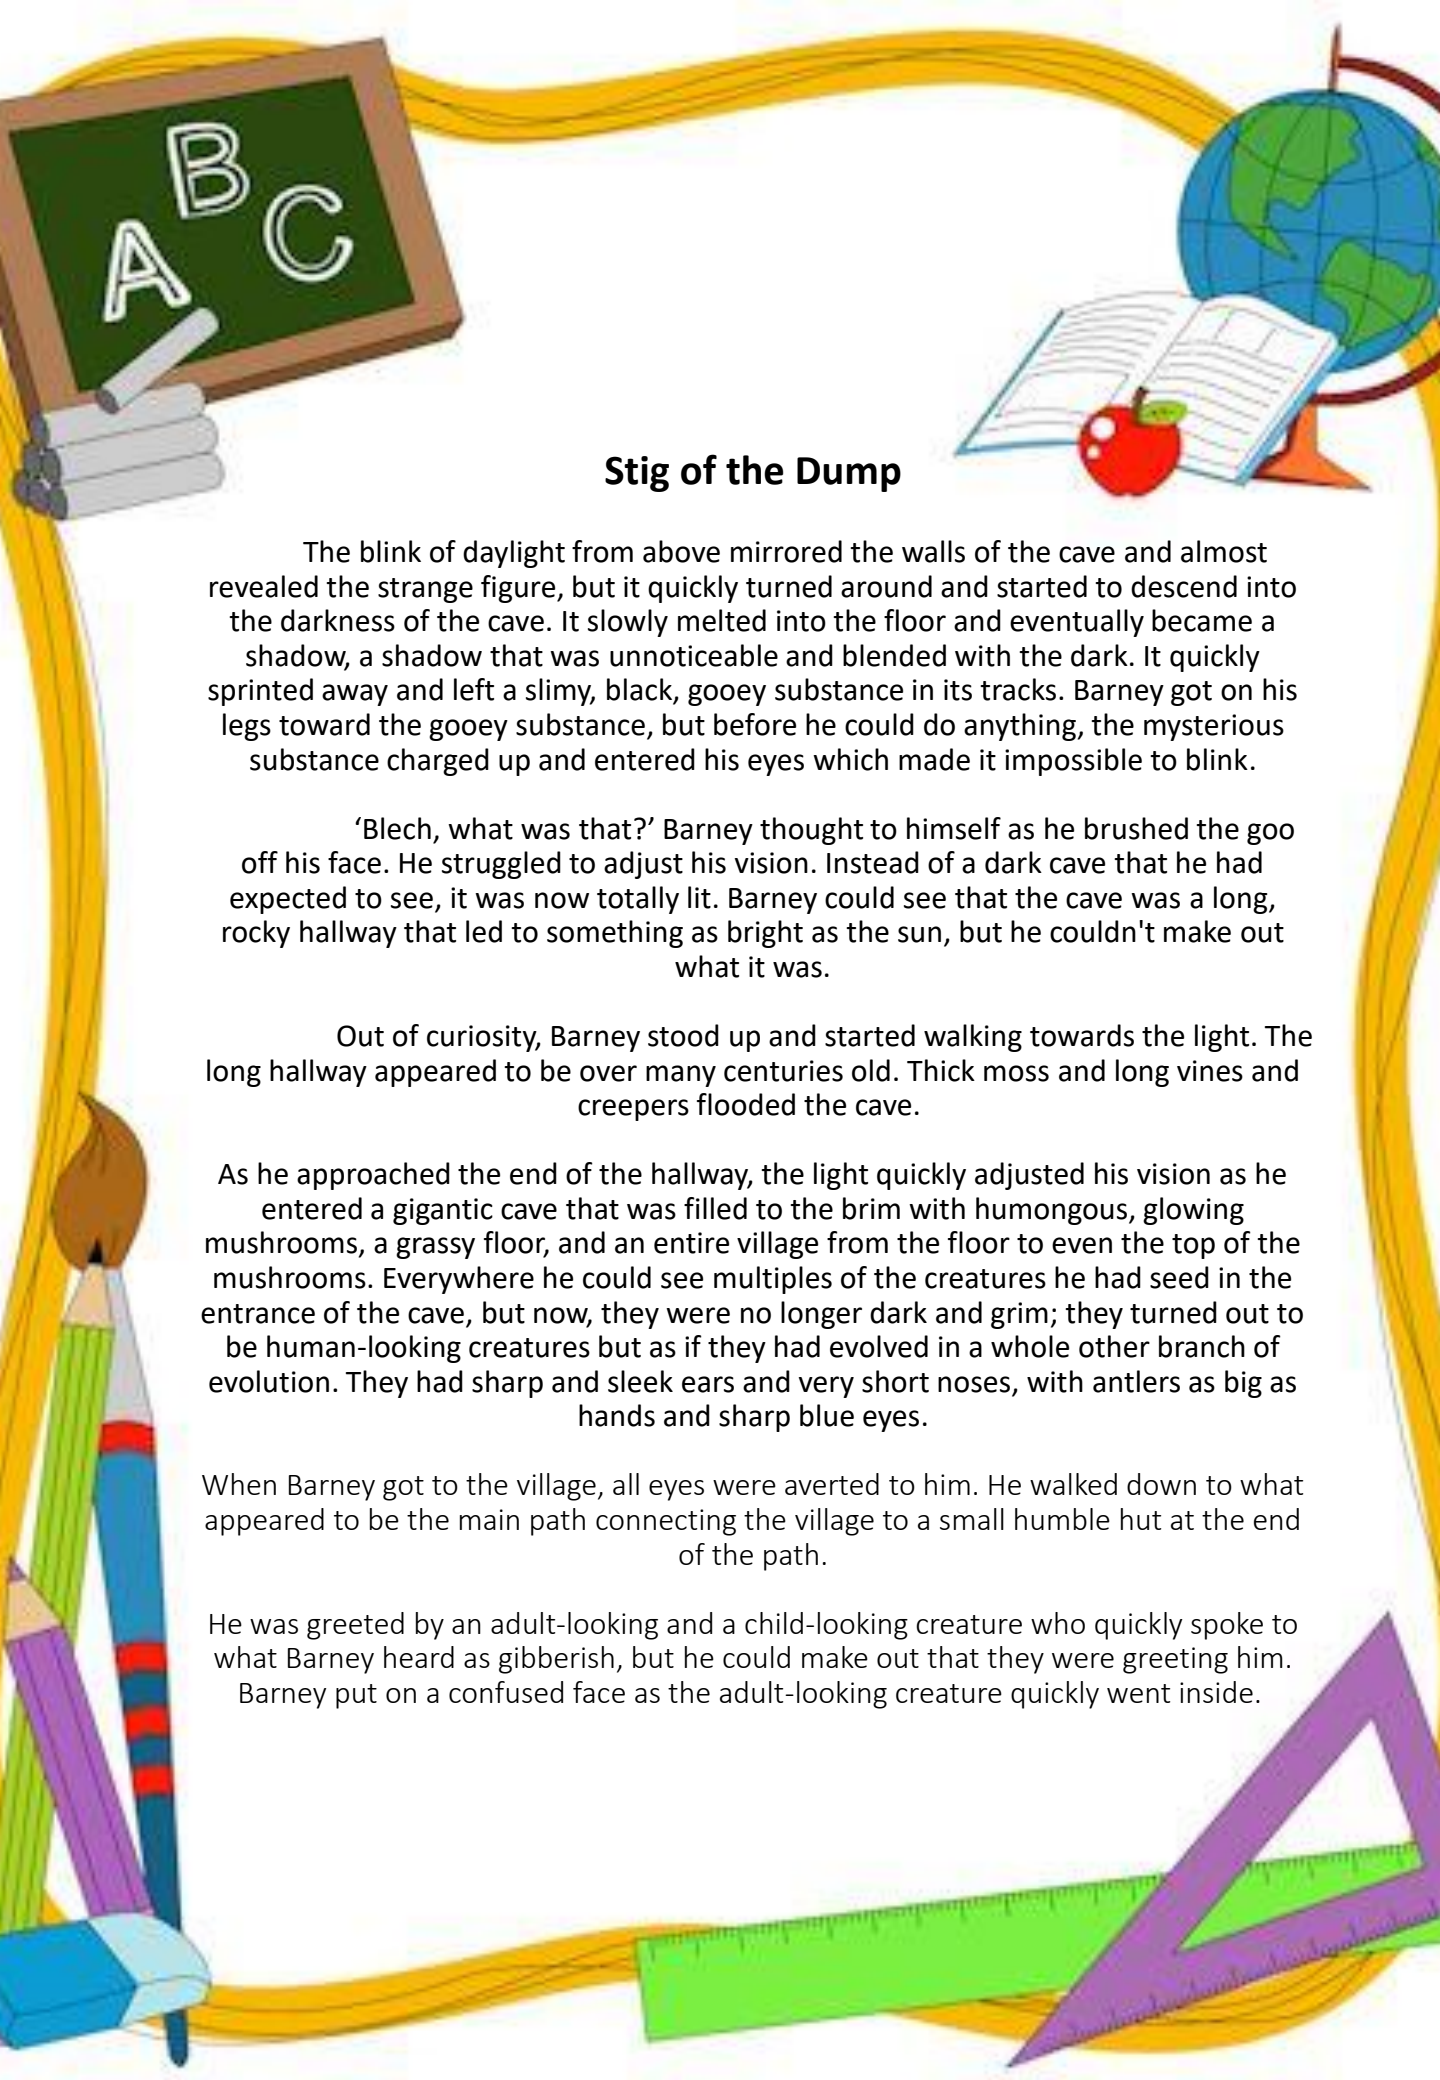 B
A C
Stig of the Dump
The blink of daylight from above mirrored the walls of the cave and almost
revealed the strange figure, but it quickly turned around and started to descend into
the darkness of the cave. It slowly melted into the floor and eventually became a
shadow, a shadow that was unnoticeable and blended with the dark. It quickly
sprinted away and left a slimy, black, gooey substance in its tracks. Barney got on his
legs toward the gooey substance, but before he could do anything, the mysterious
substance charged up and entered his eyes which made it impossible to blink.
‘Blech, what was that?’ Barney thought to himself as he brushed the goo
off his face. He struggled to adjust his vision. Instead of a dark cave that he had
expected to see, it was now totally lit. Barney could see that the cave was a long,
rocky hallway that led to something as bright as the sun, but he couldn't make out
what it was.
Out of curiosity, Barney stood up and started walking towards the light. The
long hallway appeared to be over many centuries old. Thick moss and long vines and
creepers flooded the cave.
As he approached the end of the hallway, the light quickly adjusted his vision as he
entered a gigantic cave that was filled to the brim with humongous, glowing
mushrooms, a grassy floor, and an entire village from the floor to even the top of the
mushrooms. Everywhere he could see multiples of the creatures he had seed in the
entrance of the cave, but now, they were no longer dark and grim; they turned out to
be human-looking creatures but as if they had evolved in a whole other branch of
evolution. They had sharp and sleek ears and very short noses, with antlers as big as
hands and sharp blue eyes.
When Barney got to the village, all eyes were averted to him. He walked down to what
appeared to be the main path connecting the village to a small humble hut at the end
of the path.
He was greeted by an adult-looking and a child-looking creature who quickly spoke to
what Barney heard as gibberish, but he could make out that they were greeting him.
Barney put on a confused face as the adult-looking creature quickly went inside.